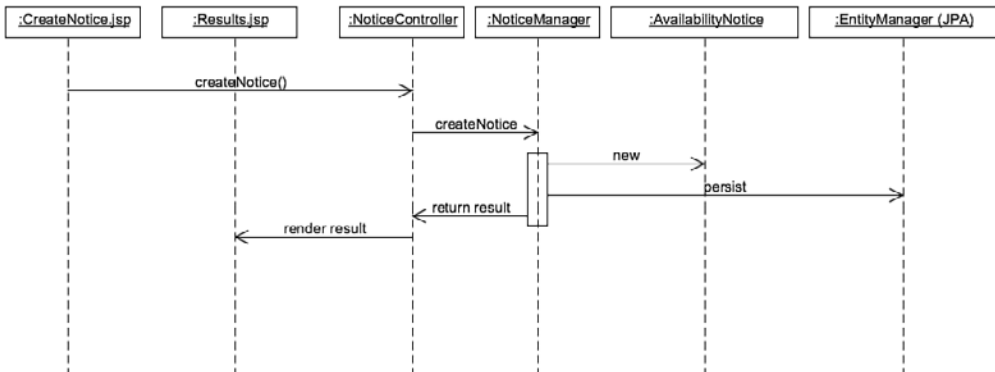 :CreateNotice.jsp :Results.jsp :NoticeController :NoticeManager :AvailabilityNotice :EntityManager (JPA)
createNotice()
createNotice
new
persist
return result
render result